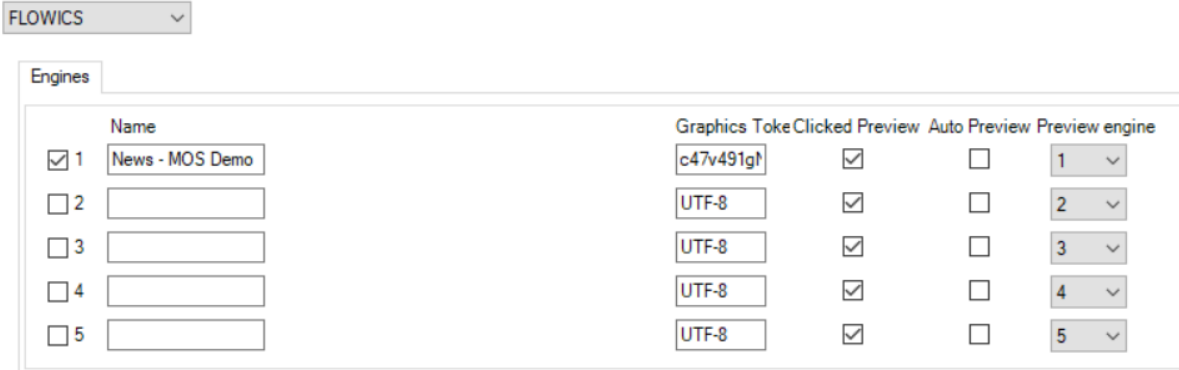 FLOWICS
Engines
Name Graphics Toke Clicked Preview Auto Preview Preview engine
1 News - MOS Demo c47v491gN 1
2 UTF-8 2
3 UTF-8 3
4 UTF-8 4
5 UTF-8 5